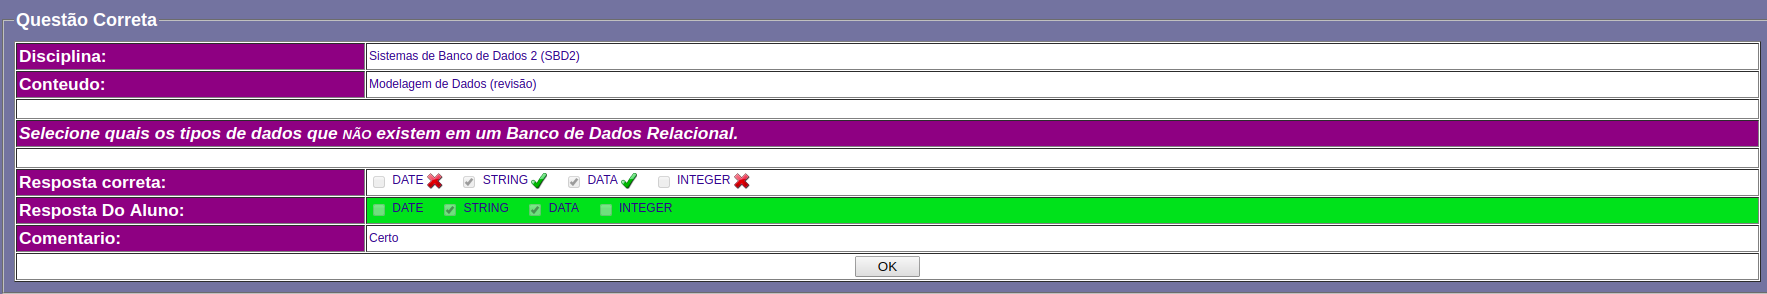 Questão Correta
Disciplina: Sistemas de Banco de Dados 2 (SBD2)
Conteudo: Modelagem de Dados (revisão)
Selecione quais os tipos de dados que NÃO existem em um Banco de Dados Relacional.
Resposta correta: DATE STRING DATA INTEGER
Resposta Do Aluno: DATE STRING DATA INTEGER
Comentario: Certo
OK